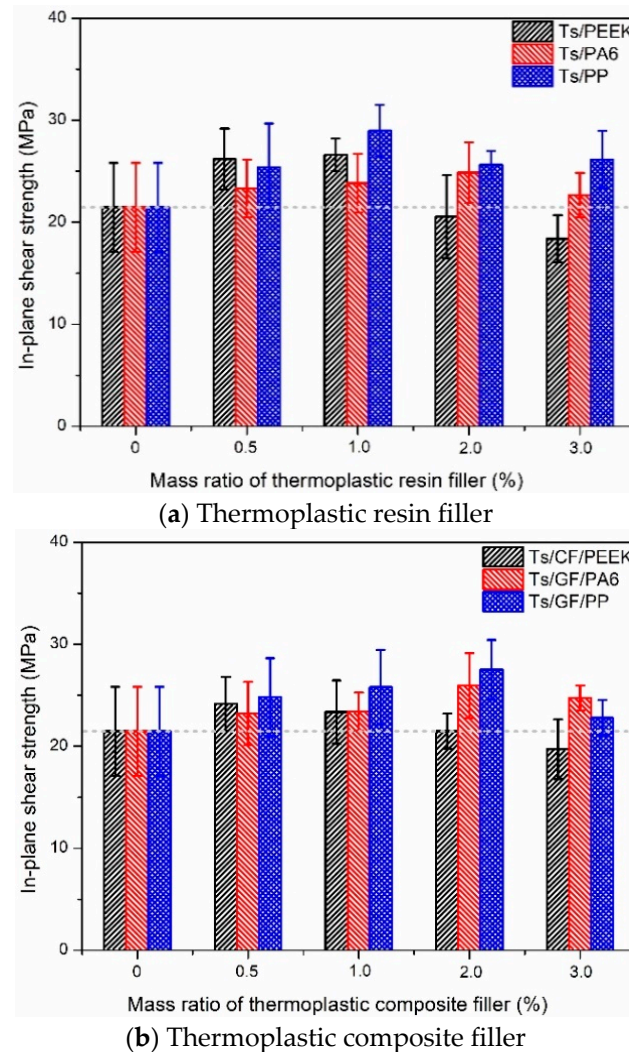 40
Ts/PEEK
Ts/PA6
Ts/PP
30
20
10
0
In-plane shear strength (MPa)
0 0.5 1.0 2.0 3.0
Mass ratio of thermoplastic resin filler (%)
(a) Thermoplastic resin filler
40
Ts/CF/PEEK
Ts/GF/PA6
Ts/GF/PP
30
20
10
0
In-plane shear strength (MPa)
0 0.5 1.0 2.0 3.0
Mass ratio of thermoplastic composite filler (%)
(b) Thermoplastic composite filler